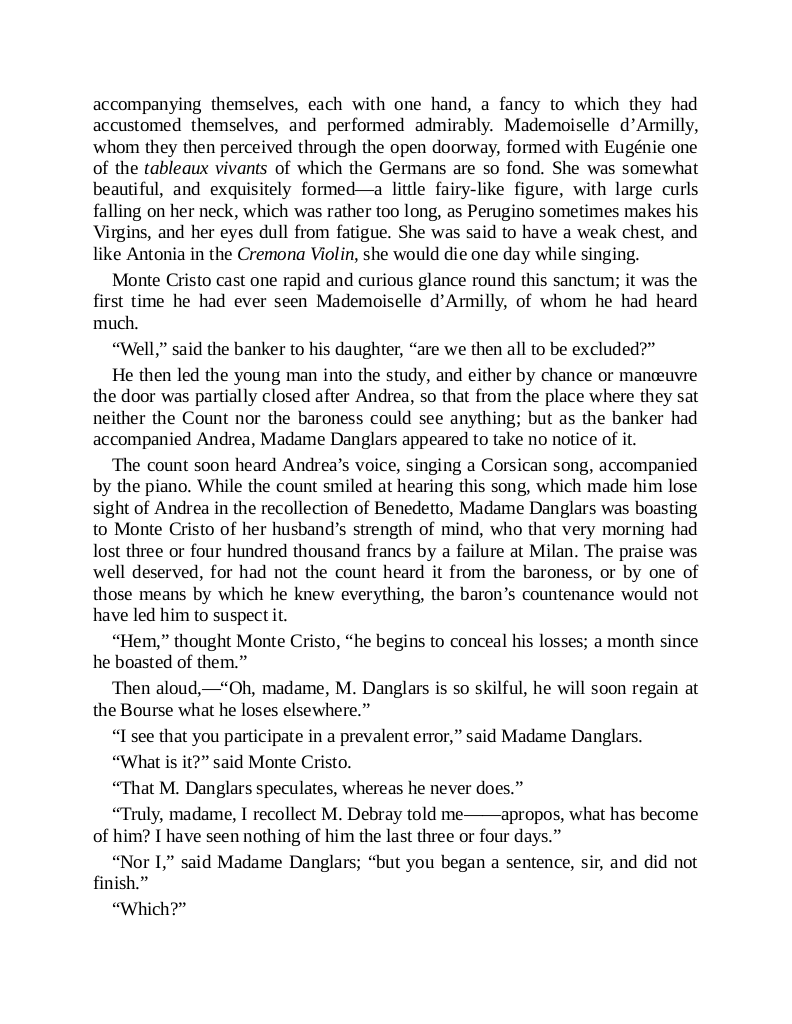 accompanying themselves, each with one hand, a fancy to which they had
accustomed themselves, and performed admirably. Mademoiselle d’Armilly,
whom they then perceived through the open doorway, formed with Eugénie one
of the tableaux vivants of which the Germans are so fond. She was somewhat
beautiful, and exquisitely formed—a little fairy-like figure, with large curls
falling on her neck, which was rather too long, as Perugino sometimes makes his
Virgins, and her eyes dull from fatigue. She was said to have a weak chest, and
like Antonia in the Cremona Violin, she would die one day while singing.
Monte Cristo cast one rapid and curious glance round this sanctum; it was the
first time he had ever seen Mademoiselle d’Armilly, of whom he had heard
much.
“Well,” said the banker to his daughter, “are we then all to be excluded?”
He then led the young man into the study, and either by chance or manœuvre
the door was partially closed after Andrea, so that from the place where they sat
neither the Count nor the baroness could see anything; but as the banker had
accompanied Andrea, Madame Danglars appeared to take no notice of it.
The count soon heard Andrea’s voice, singing a Corsican song, accompanied
by the piano. While the count smiled at hearing this song, which made him lose
sight of Andrea in the recollection of Benedetto, Madame Danglars was boasting
to Monte Cristo of her husband’s strength of mind, who that very morning had
lost three or four hundred thousand francs by a failure at Milan. The praise was
well deserved, for had not the count heard it from the baroness, or by one of
those means by which he knew everything, the baron’s countenance would not
have led him to suspect it.
“Hem,” thought Monte Cristo, “he begins to conceal his losses; a month since
he boasted of them.”
Then aloud,—“Oh, madame, M. Danglars is so skilful, he will soon regain at
the Bourse what he loses elsewhere.”
“I see that you participate in a prevalent error,” said Madame Danglars.
“What is it?” said Monte Cristo.
“That M. Danglars speculates, whereas he never does.”
“Truly, madame, I recollect M. Debray told me——apropos, what has become
of him? I have seen nothing of him the last three or four days.”
“Nor I,” said Madame Danglars; “but you began a sentence, sir, and did not
finish.”
“Which?”